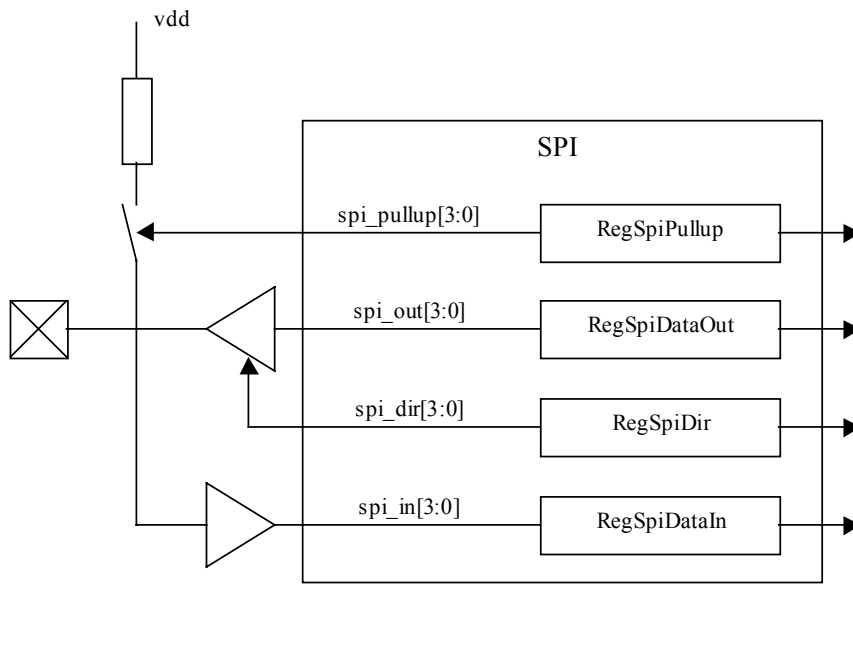 vdd
SPI
spi_pullup[3:0]
RegSpiPullup
spi_out[3:0]
RegSpiDataOut
spi_dir[3:0]
RegSpiDir
spi_in[3:0]
RegSpiDataIn